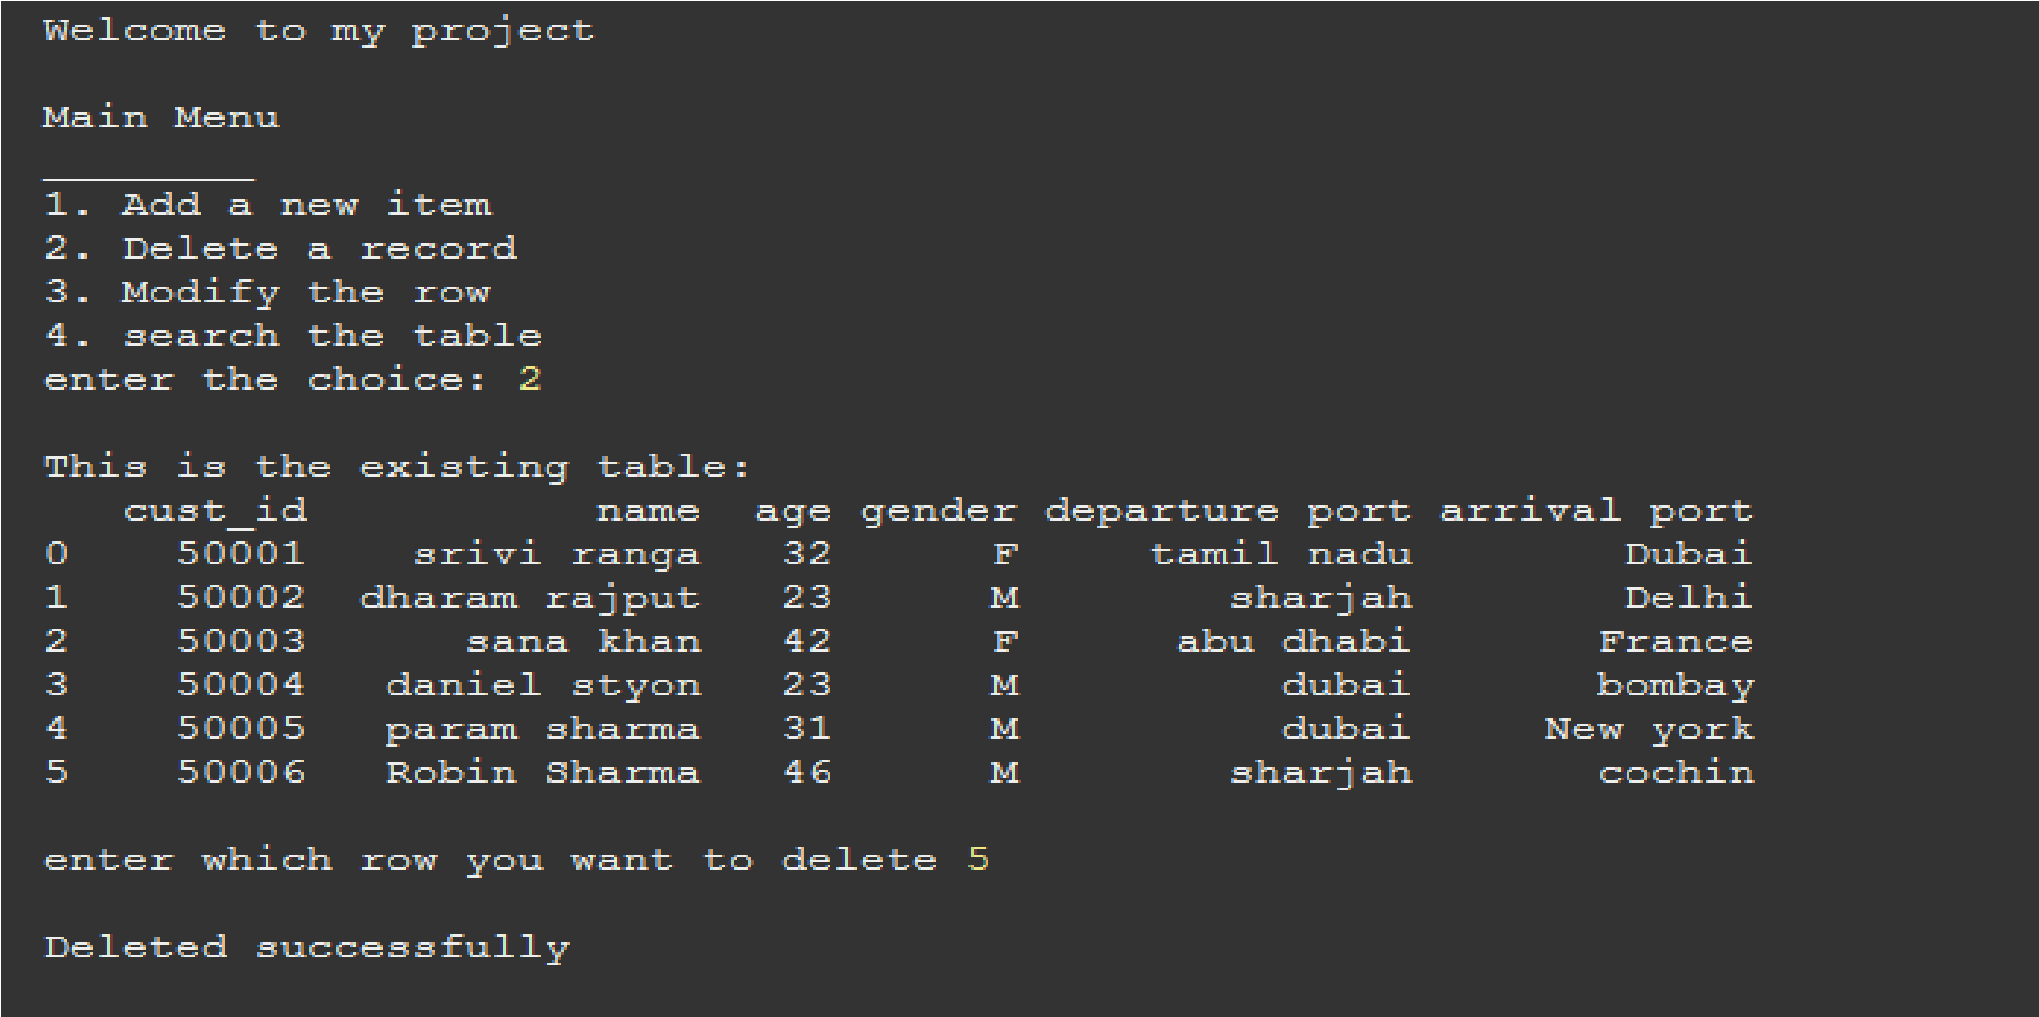 Welcome to my project
Main Menu
_________
1. Add a new item
2. Delete a record
3. Modify the row
4. search the table
enter the choice: 2
This is the existing table:
cust_id name age gender departure port arrival port
0 50001 srivi ranga 32 F tamil nadu Dubai
1 50002 dharam rajput 23 M sharjah Delhi
2 50003 sana khan 42 F abu dhabi France
3 50004 daniel styon 23 M dubai bombay
4 50005 param sharma 31 M dubai New york
5 50006 Robin Sharma 46 M sharjah cochin
enter which row you want to delete 5
Deleted successfully